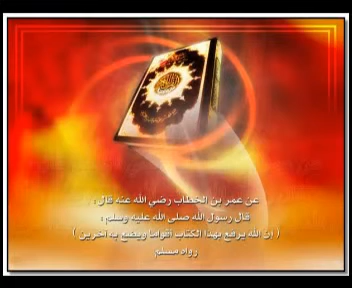 عن عمر بن الخطاب رضي الله عنه قال :
قال رسول الله صلى الله عليه وسلم :
( إن الله يرفع بهذا الكتاب أقواما ويضع به آخرين )
رواه مسلم